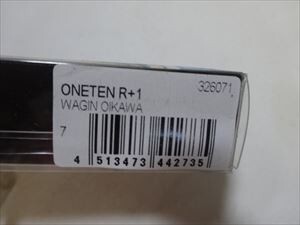 ONETEN R+1 326071
WAGIN OIKAWA
7
4 513473 442735